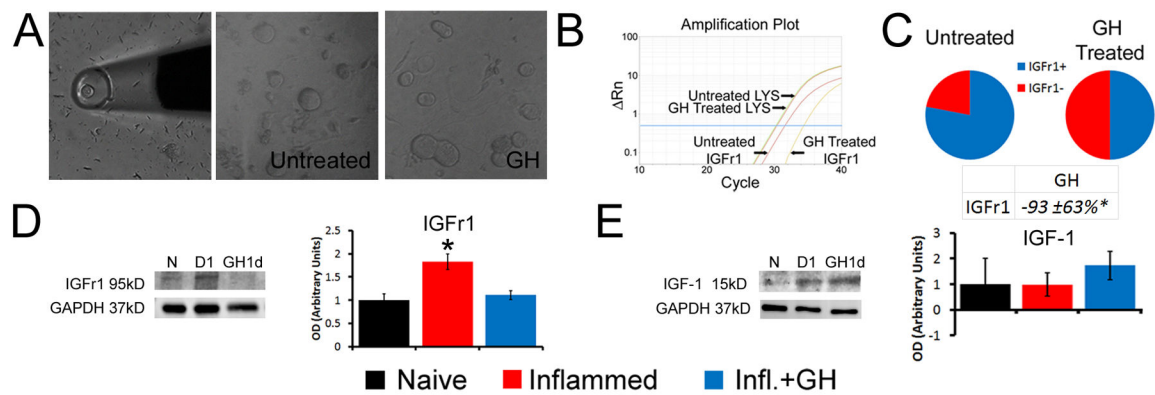 A
Untreated
GH
B
Amplification Plot
ΔRn
100
10
1
0.1
Untreated LYS
GH Treated LYS
Untreated
IGFr1
GH Treated
IGFr1
10
20
30
40
Cycle
C
Untreated
GH
Treated
IGFr1+
IGFr1-
GH
IGFr1
-93 ±63%*
D
N D1 GH1d
IGFr1 95kD
GAPDH 37kD
IGFr1
OD (Arbitrary Units)
2.5
2
1.5
1
0.5
0
*
E
N D1 GH1d
IGF-1 15kD
GAPDH 37kD
IGF-1
OD (Arbitrary Units)
3
2
1
0
-1
Naive
Inflammed
Infl.+GH